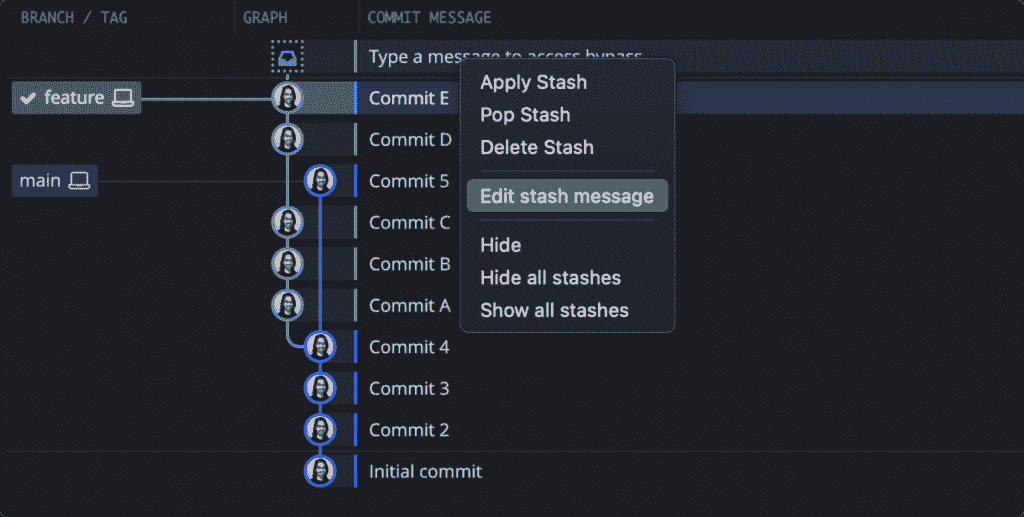 BRANCH / TAG GRAPH COMMIT MESSAGE
Type a message to access bypass
feature Commit E
Commit D
main Commit 5
Commit C
Commit B
Commit A
Commit 4
Commit 3
Commit 2
Initial commit
Apply Stash
Pop Stash
Delete Stash
Edit stash message
Hide
Hide all stashes
Show all stashes